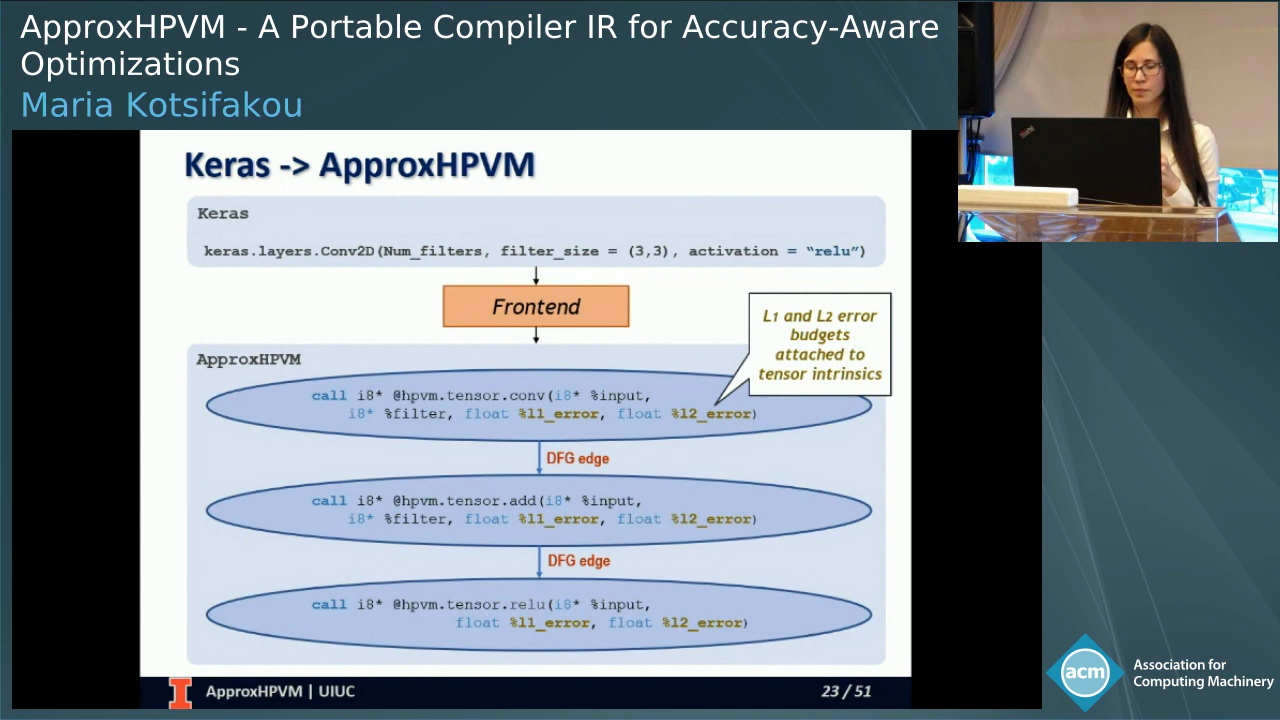 ApproxHPVM - A Portable Compiler IR for Accuracy-Aware
Optimizations
Maria Kotsifakou
Keras -> ApproxHPVM
Keras
keras.layers.Conv2D(Num_filters, filter_size = (3,3), activation = “relu”)
Frontend
L1 and L2 error
budgets
attached to
tensor intrinsics
ApproxHPVM
call i8* @hpvm.tensor.conv(i8* %input,
i8* %filter, float %l1_error, float %l2_error)
DFG edge
call i8* @hpvm.tensor.add(i8* %input,
i8* %filter, float %l1_error, float %l2_error)
DFG edge
call i8* @hpvm.tensor.relu(i8* %input,
float %l1_error, float %l2_error)
ApproxHPVM | UIUC
23 / 51
ThinkPad
acm
Association for
Computing Machinery